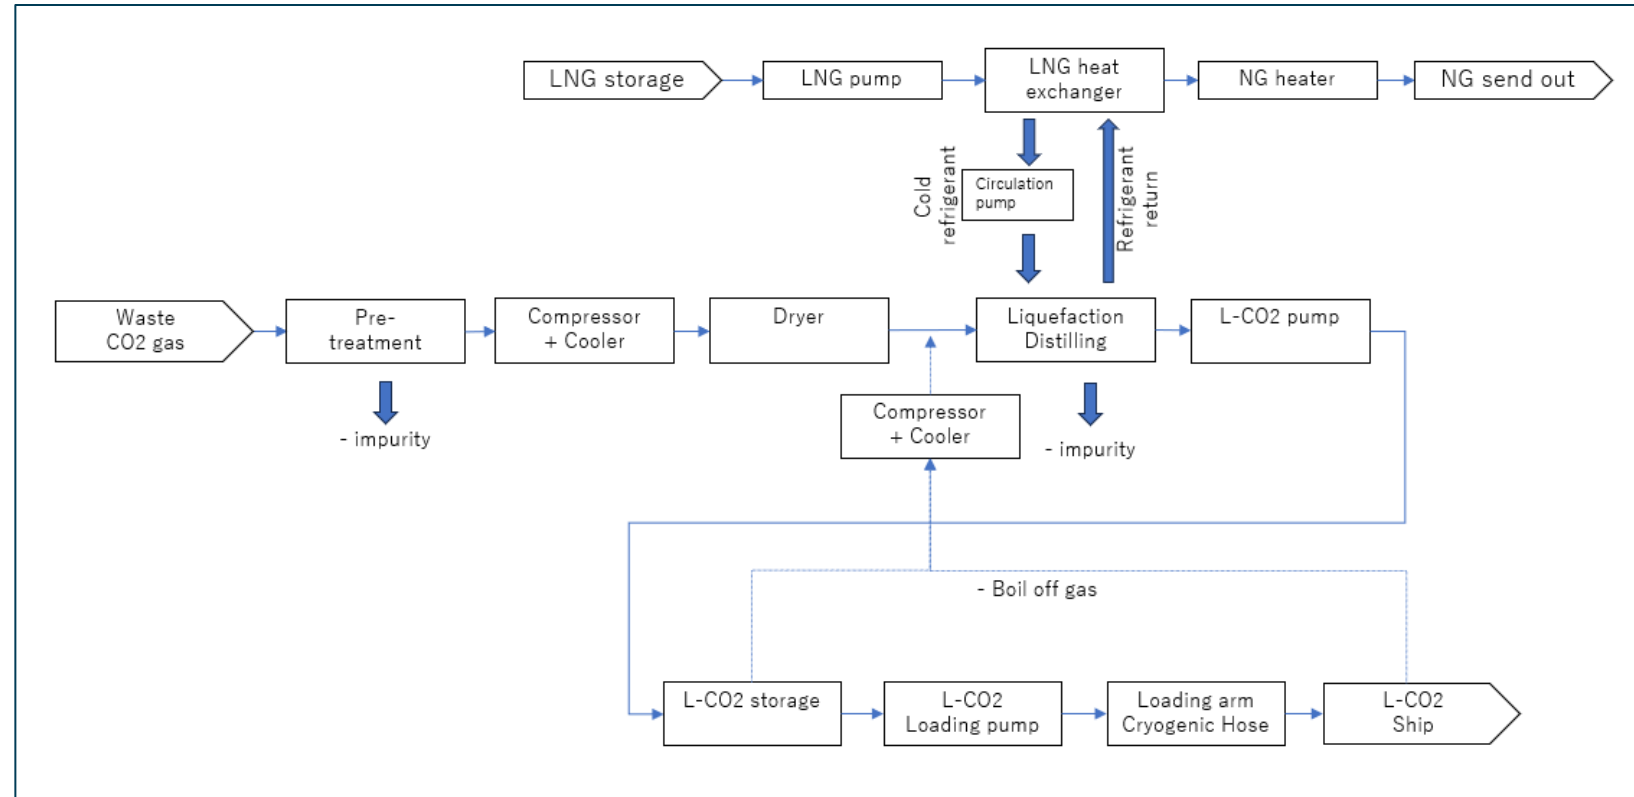 LNG storage
LNG pump
LNG heat
exchanger
NG heater
NG send out
Cold
refrigerant
Circulation
pump
Refrigerant
return
Waste
CO2 gas
Pre-
treatment
Compressor
+ Cooler
Dryer
Liquefaction
Distilling
L-CO2 pump
- impurity
Compressor
+ Cooler
- impurity
- Boil off gas
L-CO2 storage
L-CO2
Loading pump
Loading arm
Cryogenic Hose
L-CO2
Ship